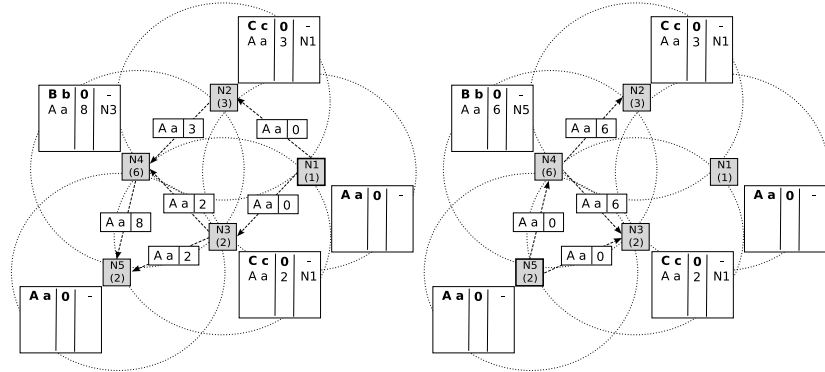 C c 0 -
A a 3 N1
B b 0 -
A a 8 N3
N2
(3)
A a 3
A a 0
N4
(6)
N1
(1)
A a 2
A a 0
A a 0 -
A a 8
N3
(2)
A a 2
N5
(2)
C c 0 -
A a 2 N1
A a 0 -
C c 0 -
A a 3 N1
B b 0 -
A a 6 N5
N2
(3)
A a 6
N4
(6)
N1
(1)
A a 6
A a 0 -
A a 0
N3
(2)
A a 0
N5
(2)
C c 0 -
A a 2 N1
A a 0 -